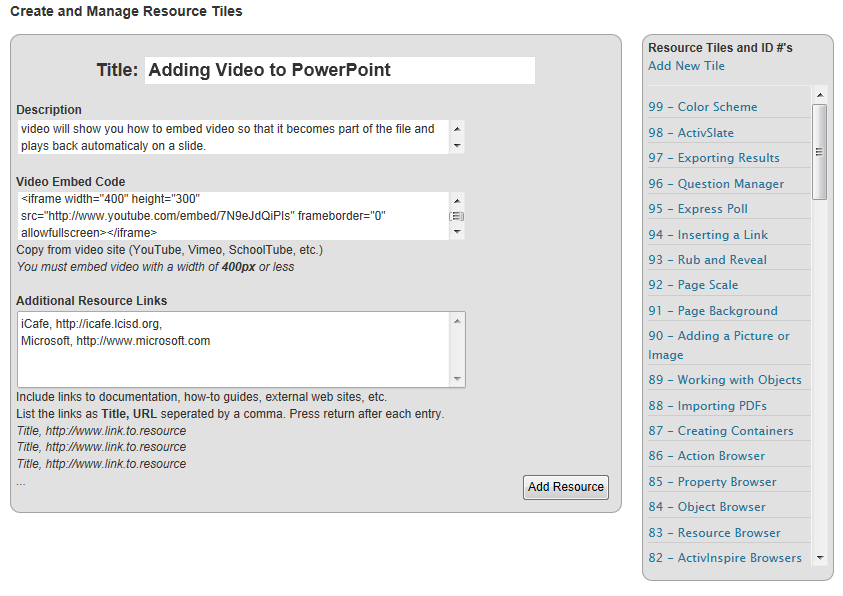 Create and Manage Resource Tiles
Title: Adding Video to PowerPoint
Description
video will show you how to embed video so that it becomes part of the file and
plays back automaticaly on a slide.
Video Embed Code
<iframe width="400" height="300"
src="http://www.youtube.com/embed/7N9eJdQiPIs" frameborder="0"
allowfullscreen></iframe>
Copy from video site (YouTube, Vimeo, SchoolTube, etc.)
You must embed video with a width of 400px or less
Additional Resource Links
iCafe, http://icafe.lcisd.org,
Microsoft, http://www.microsoft.com
Include links to documentation, how-to guides, external web sites, etc.
List the links as Title, URL seperated by a comma. Press return after each entry.
Title, http://www.link.to.resource
Title, http://www.link.to.resource
Title, http://www.link.to.resource
...
Add Resource
Resource Tiles and ID #'s
Add New Tile
99 – Color Scheme
98 – ActivSlate
97 – Exporting Results
96 – Question Manager
95 – Express Poll
94 – Inserting a Link
93 – Rub and Reveal
92 – Page Scale
91 – Page Background
90 – Adding a Picture or
Image
89 – Working with Objects
88 – Importing PDFs
87 – Creating Containers
86 – Action Browser
85 – Property Browser
84 – Object Browser
83 – Resource Browser
82 – ActivInspire Browsers